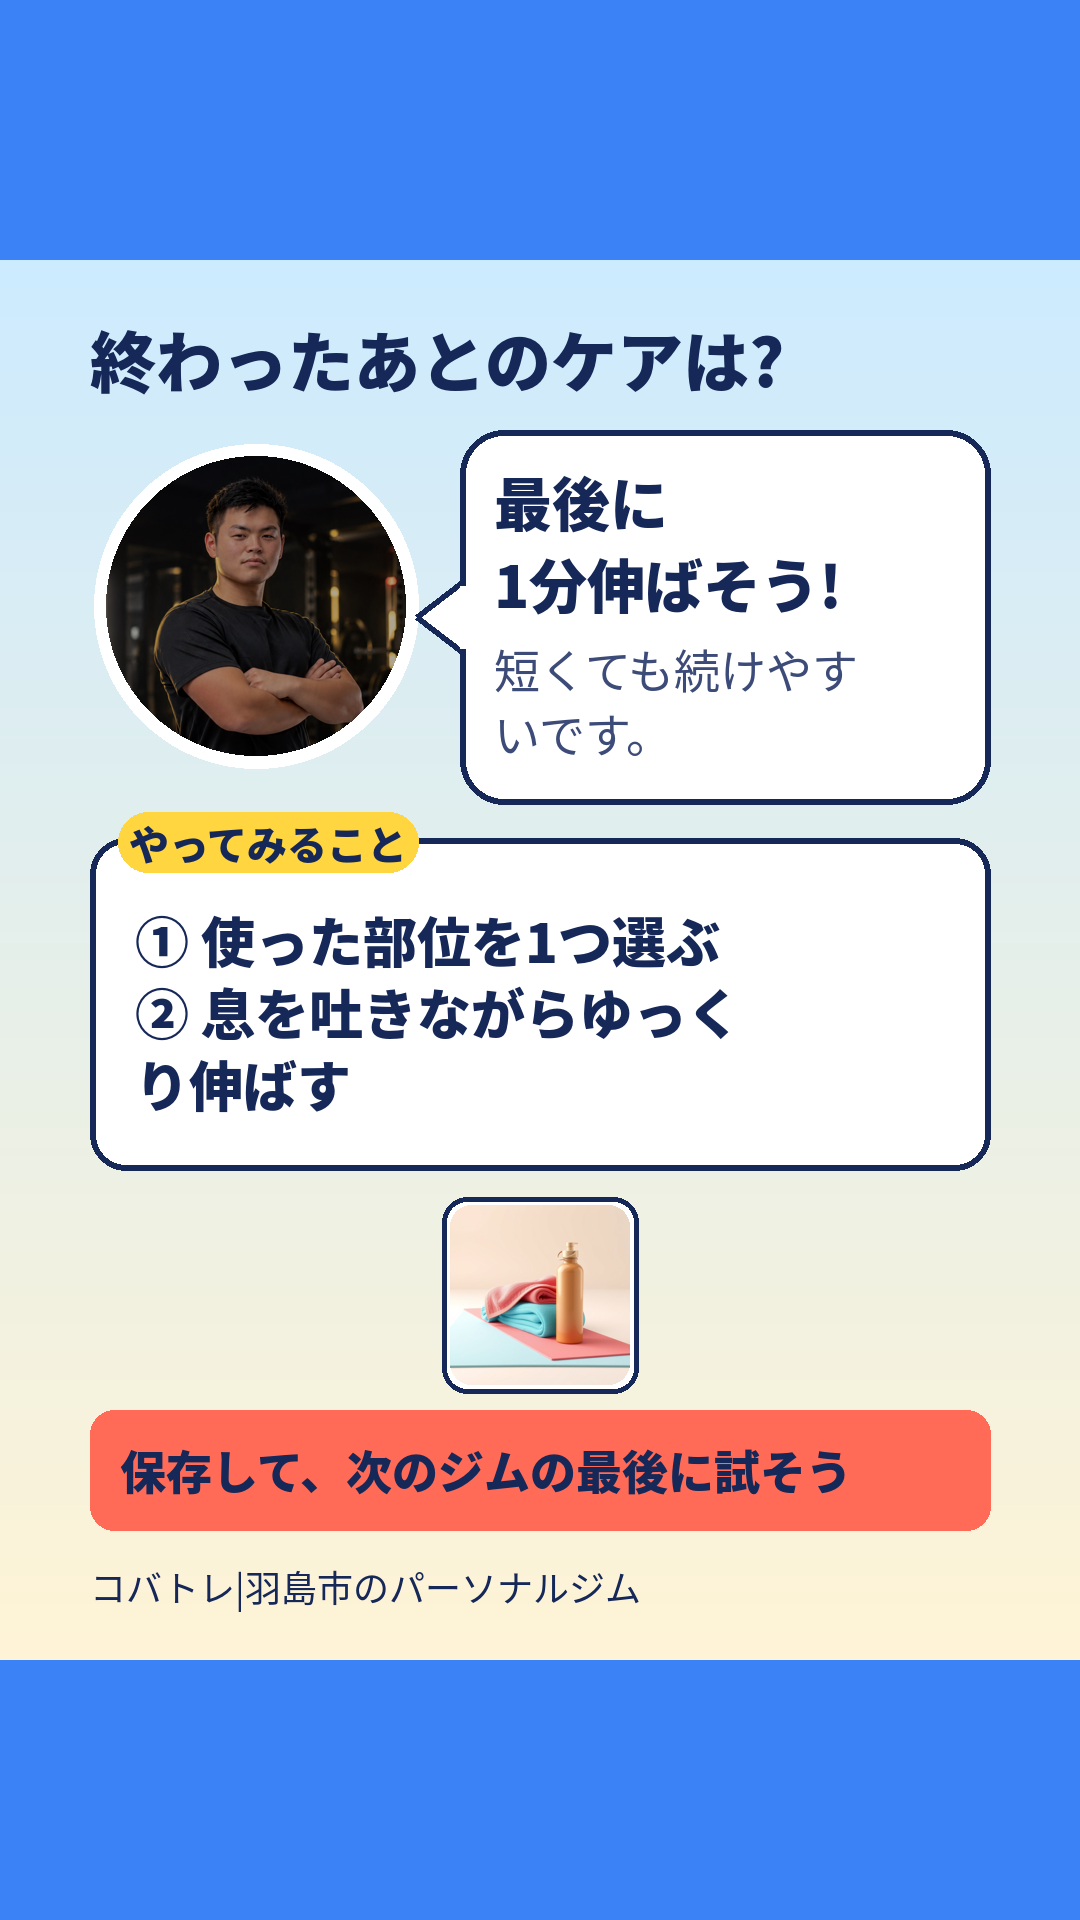 終わったあとのケアは?
最後に
1分伸ばそう!
短くても続けやす
いです。
やってみること
① 使った部位を1つ選ぶ
② 息を吐きながらゆっく
り伸ばす
保存して、次のジムの最後に試そう
コバトレ|羽島市のパーソナルジム